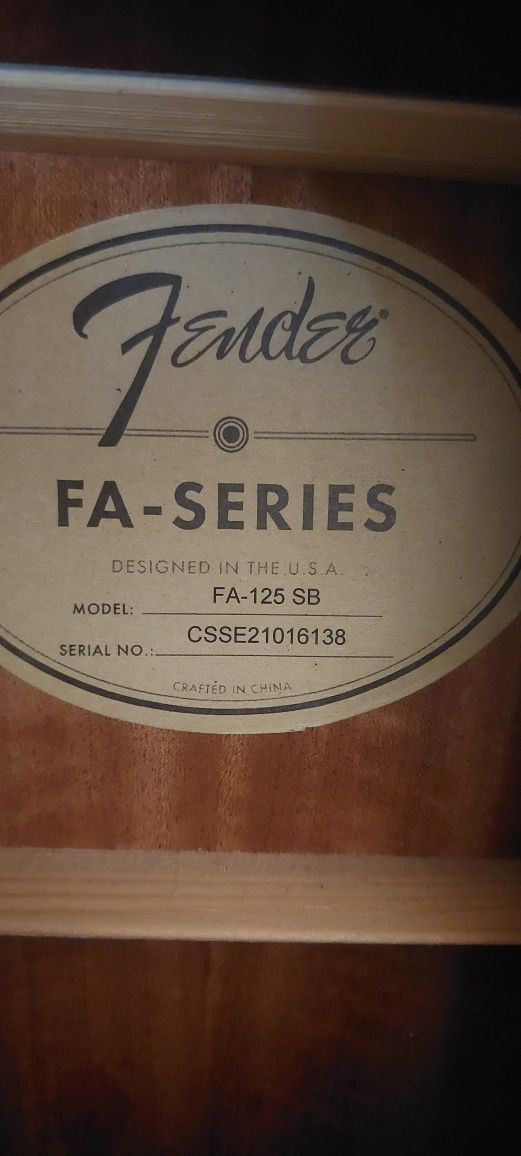 Fender
FA-SERIES
DESIGNED IN THE U.S.A.
MODEL: FA-125 SB
SERIAL NO.: CSSE21016138
CRAFTED IN CHINA